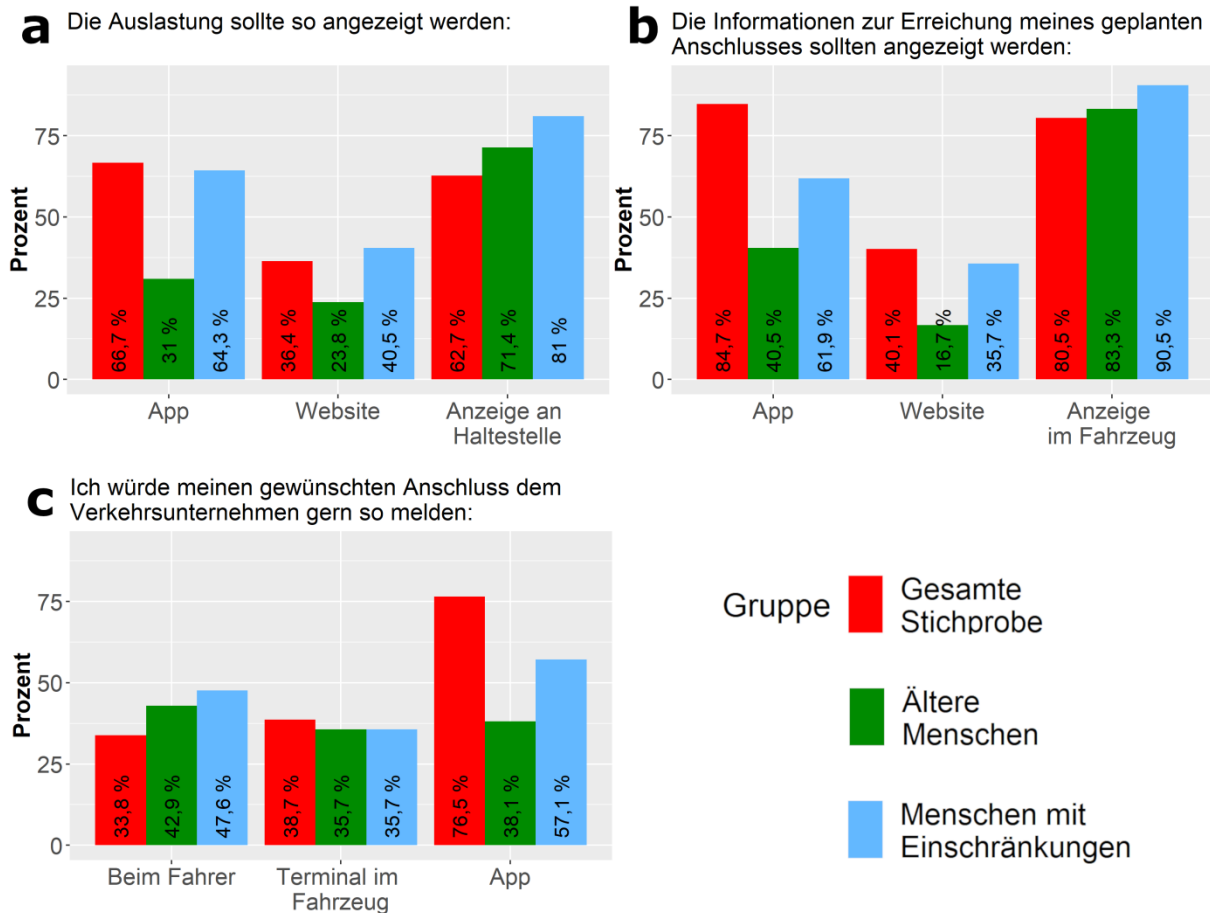 a Die Auslastung sollte so angezeigt werden:
Prozent
75
50
25
0
66,7 %
31 %
64,3 %
36,4 %
23,8 %
40,5 %
62,7 %
71,4 %
81 %
App
Website
Anzeige an
Haltestelle
b Die Informationen zur Erreichung meines geplanten
Anschlusses sollten angezeigt werden:
Prozent
75
50
25
0
84,7 %
40,5 %
61,9 %
40,1 %
16,7 %
35,7 %
80,5 %
83,3 %
90,5 %
App
Website
Anzeige
im Fahrzeug
c Ich würde meinen gewünschten Anschluss dem
Verkehrsunternehmen gern so melden:
Prozent
75
50
25
0
33,8 %
42,9 %
47,6 %
38,7 %
35,7 %
35,7 %
76,5 %
38,1 %
57,1 %
Beim Fahrer
Terminal im
Fahrzeug
App
Gruppe
Gesamte
Stichprobe
Ältere
Menschen
Menschen mit
Einschränkungen